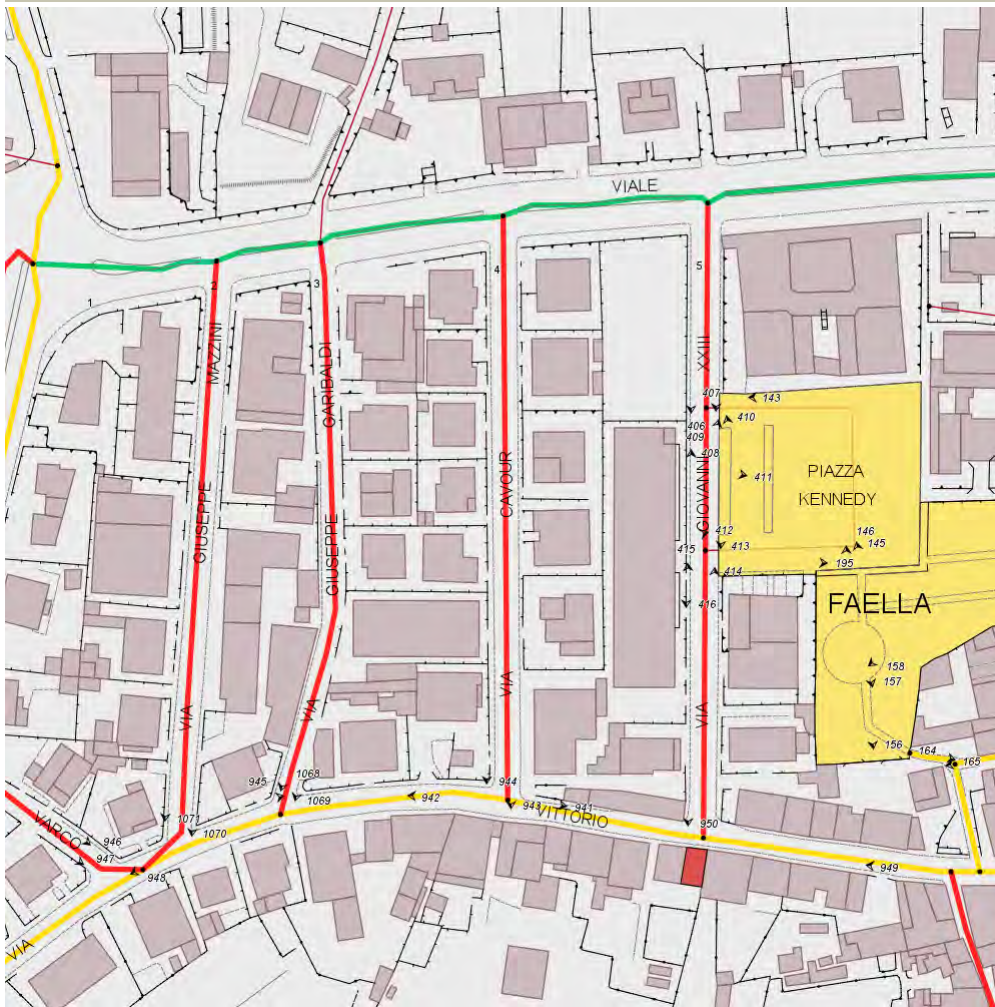 VIALE
1
2
3
4
5
MAZZINI
GARIBALDI
XXIII
407
143
406
410
409
408
GIUSEPPE
CAVOUR
GIOVANNI
411
PIAZZA
KENNEDY
412
146
415
413
145
195
414
GIUSEPPE
416
FAELLA
158
157
VIA
VIA
VIA
VIA
156
164
165
945
1068
944
1069
942
943
941
VITTORIO
1071
1070
950
VARCO
946
947
948
949
VIA